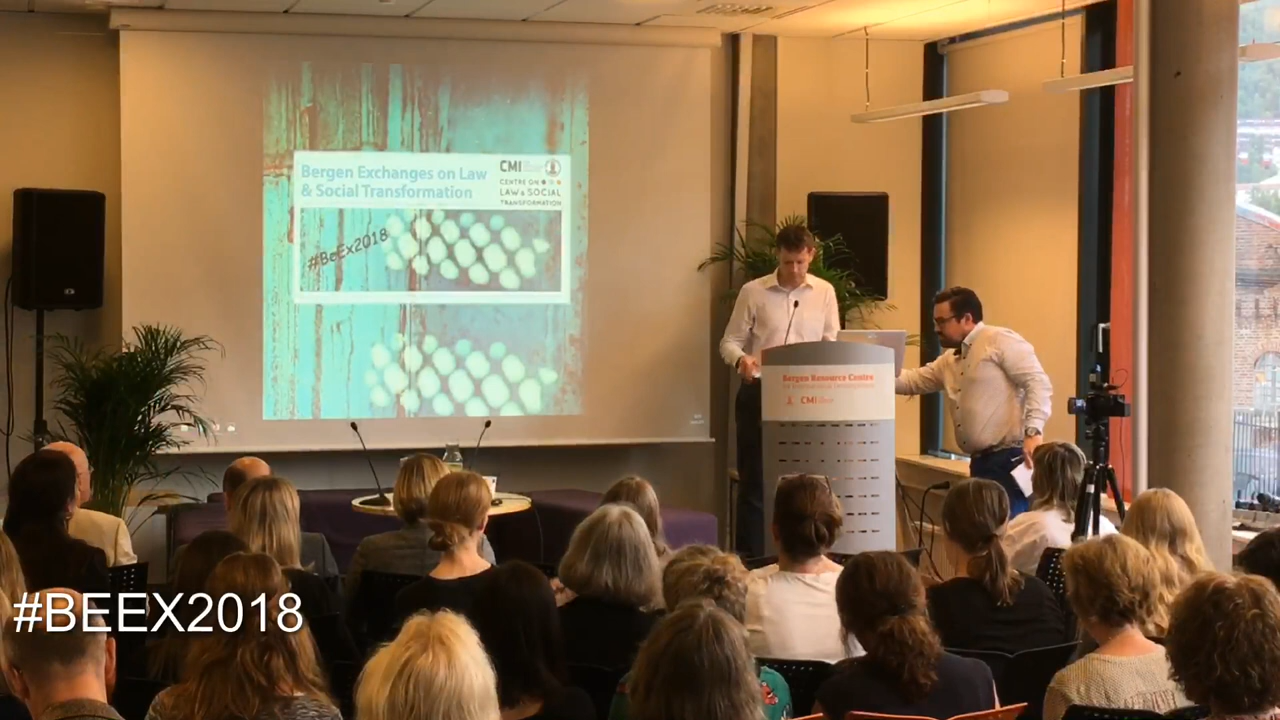 Bergen Exchanges on Law
& Social Transformation
CMI
CENTRE ON
LAW & SOCIAL
TRANSFORMATION
#BeEx2018
Bergen Resource Centre
CMI
#BEEX2018